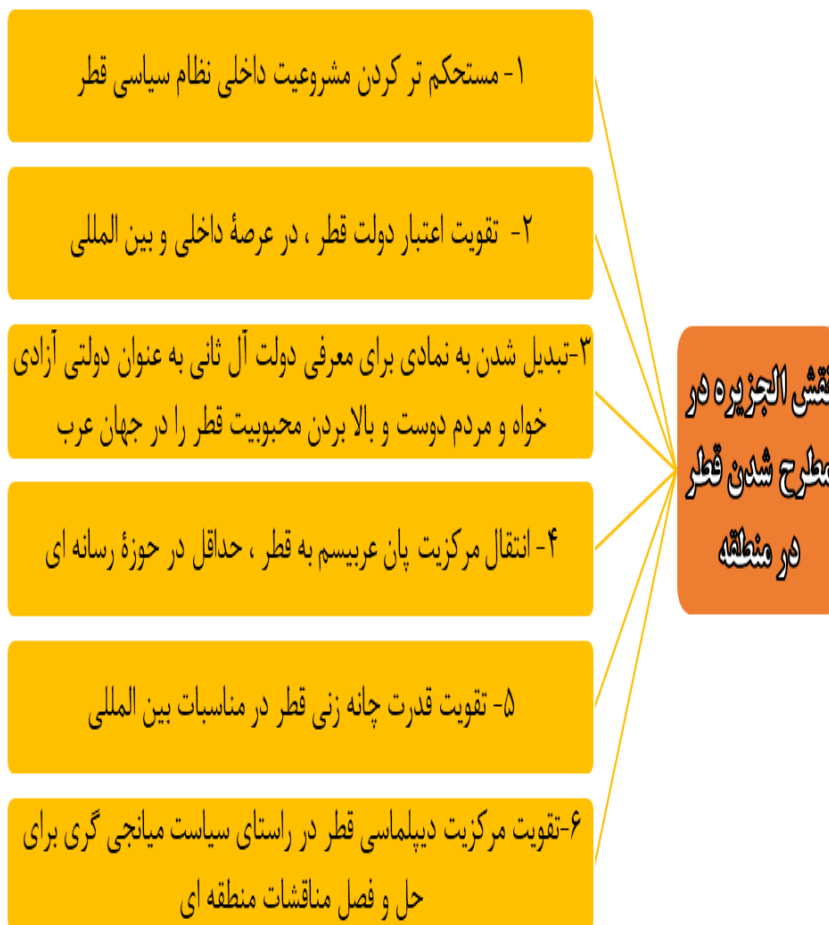 نقش الجزیره در
مطرح شدن قطر
در منطقه
۱- مستحکم تر کردن مشروعیت داخلی نظام سیاسی قطر
۲- تقویت اعتبار دولت قطر ، در عرصهٔ داخلی و بین المللی
۳-تبدیل شدن به نمادی برای معرفی دولت آل ثانی به عنوان دولتی آزادی
خواه و مردم دوست و بالا بردن محبوبیت قطر را در جهان عرب
۴- انتقال مرکزیت پان عربیسم به قطر ، حداقل در حوزهٔ رسانه ای
۵- تقویت قدرت چانه زنی قطر در مناسبات بین المللی
۶-تقویت مرکزیت دیپلماسی قطر در راستای سیاست میانجی گری برای
حل و فصل مناقشات منطقه ای